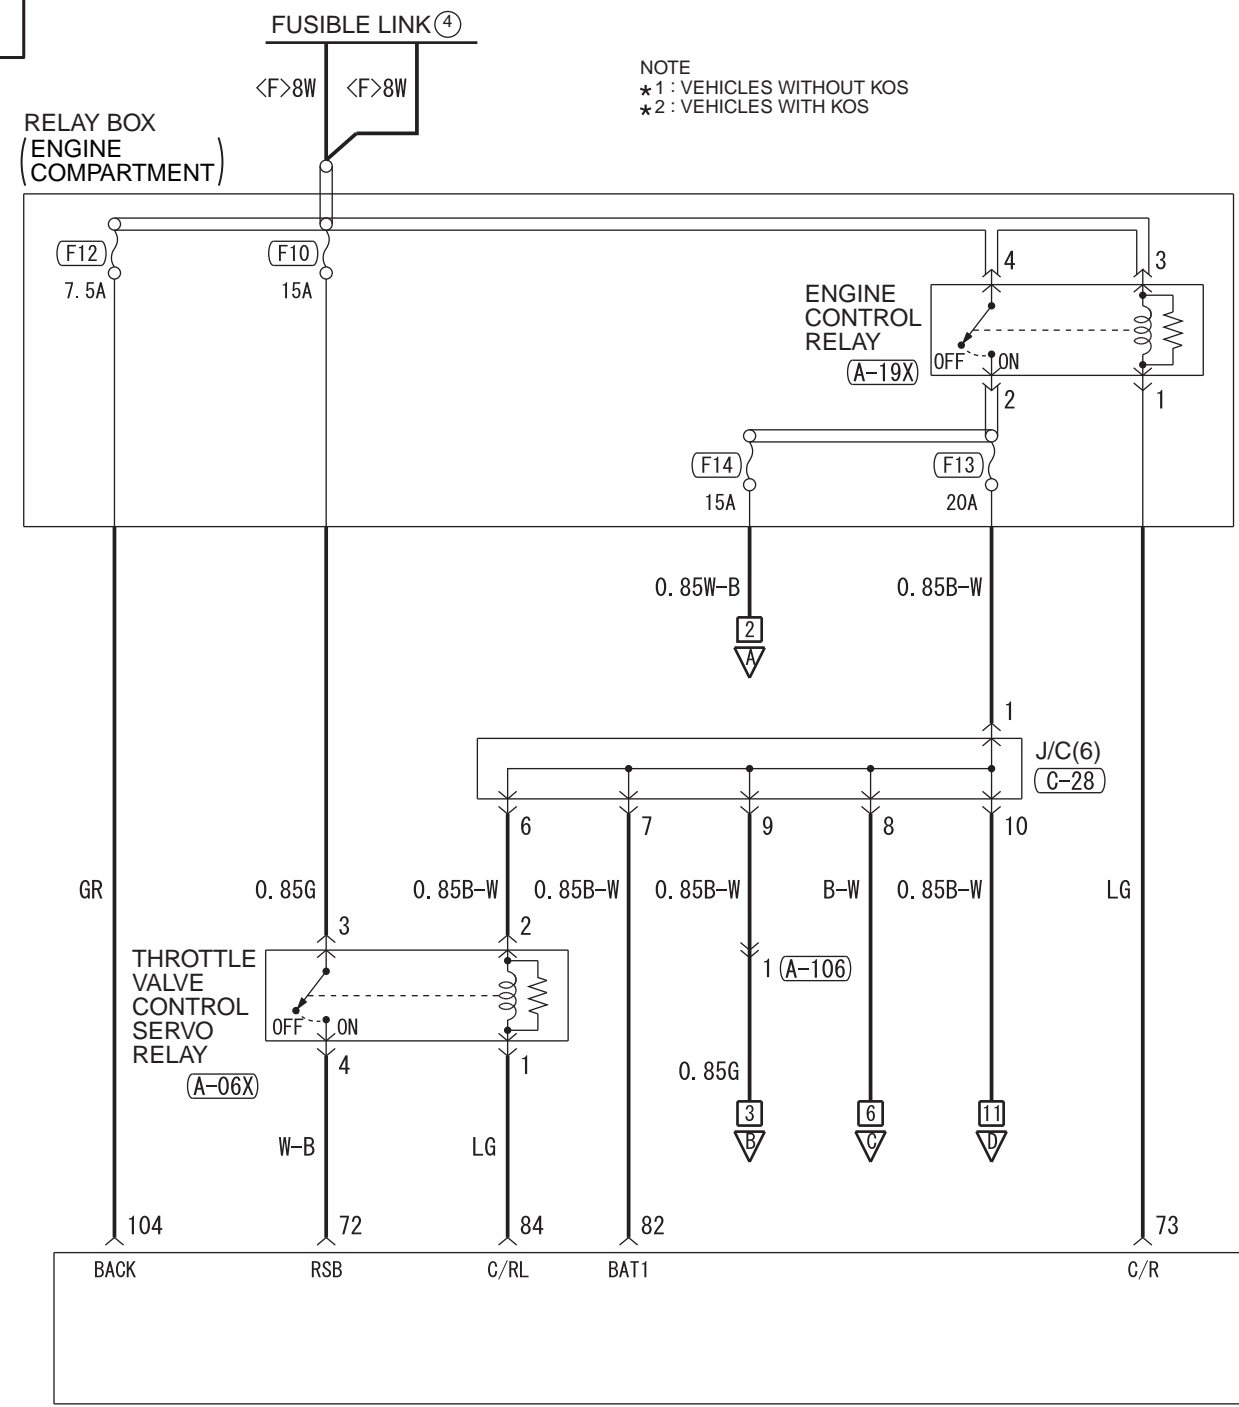 FUSIBLE LINK ④
<F>8W <F>8W
NOTE
*1 : VEHICLES WITHOUT KOS
*2 : VEHICLES WITH KOS
RELAY BOX
(ENGINE
COMPARTMENT)
F12
7.5A
F10
15A
4
3
ENGINE
CONTROL
RELAY
A-19X
OFF ON
2
1
F14
15A
F13
20A
0.85W-B
0.85B-W
2
A
1
J/C(6)
C-28
6 7 9 8 10
GR 0.85G 0.85B-W 0.85B-W 0.85B-W B-W 0.85B-W LG
3 2
THROTTLE
VALVE
CONTROL
SERVO
RELAY
A-06X
OFF ON
4 1
1 A-106
0.85G
3 6 11
B C D
W-B LG
104 72 84 82 73
BACK RSB C/RL BAT1 C/R